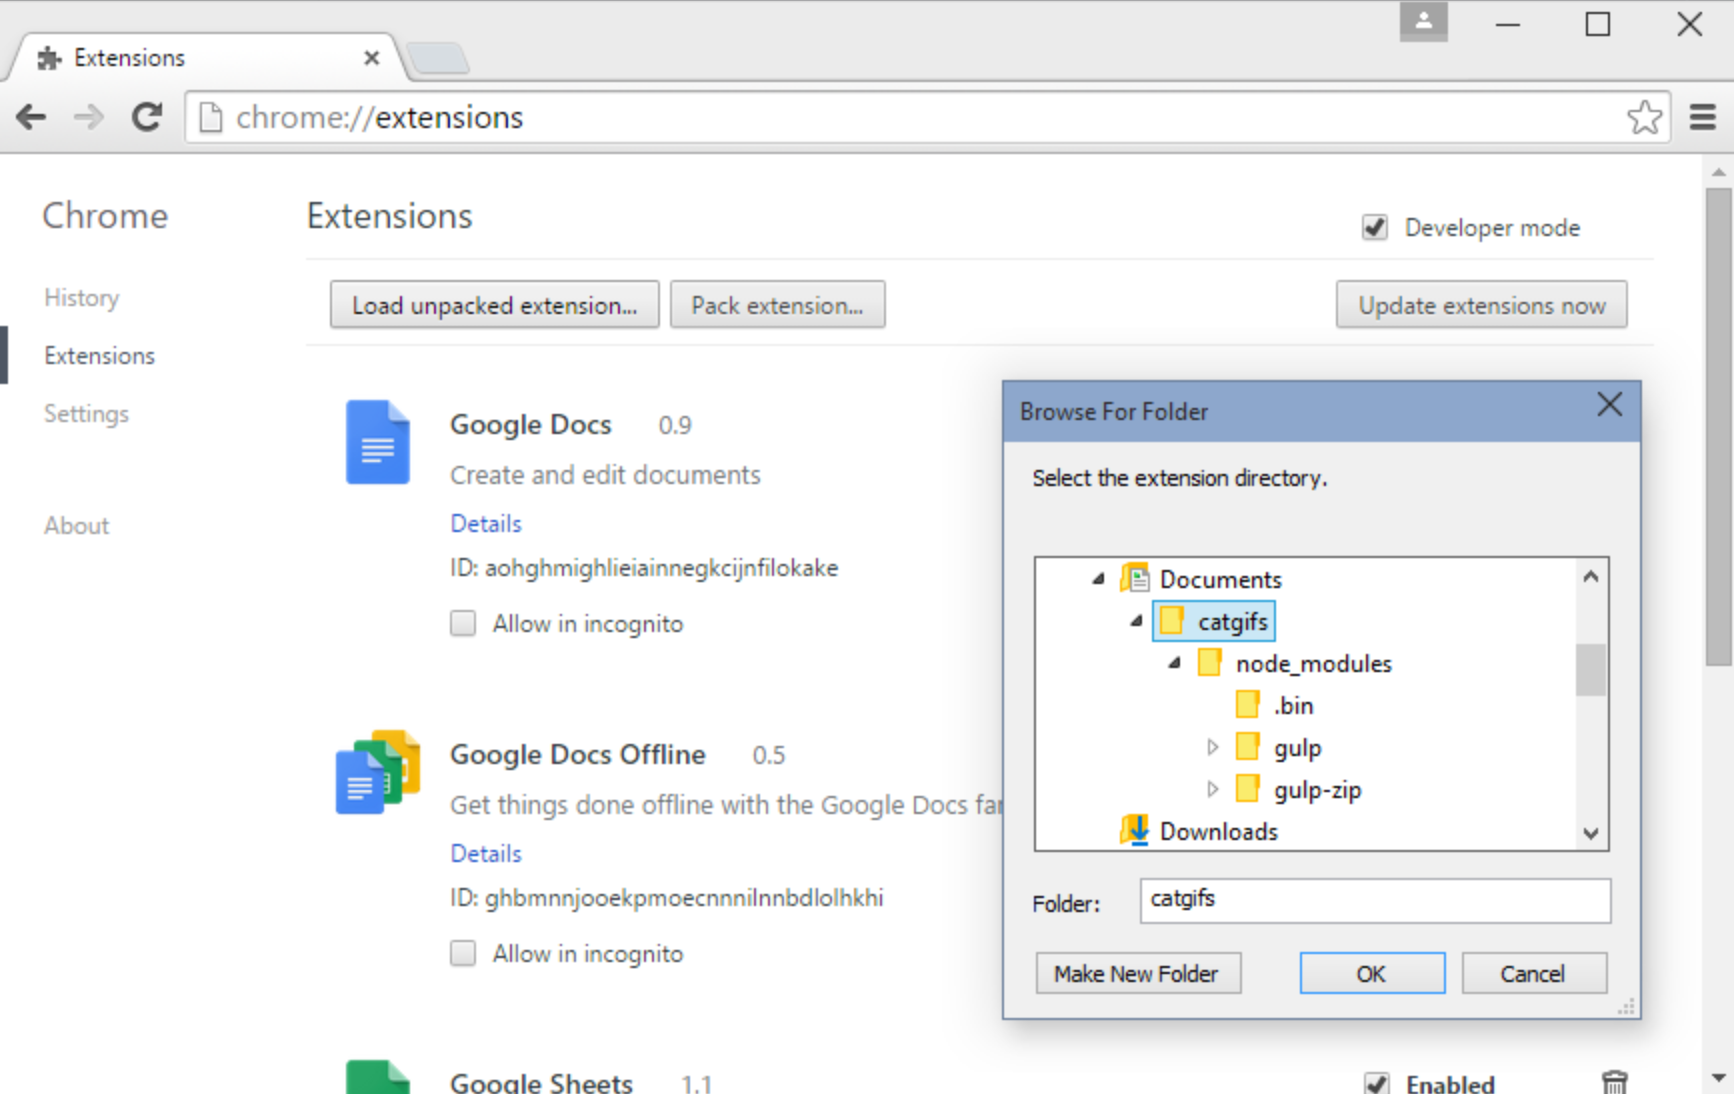 Extensions
chrome://extensions
Chrome
Extensions
Developer mode
History
Extensions
Settings
About
Load unpacked extension...
Pack extension...
Update extensions now
Google Docs 0.9
Create and edit documents
Details
ID: aohghmighlieiainnegkcijnfilokake
Allow in incognito
Google Docs Offline 0.5
Get things done offline with the Google Docs
Details
ID: ghbmnnjooekpmoecnnnilnnbdlolhkhi
Allow in incognito
Google Sheets 1.1
Enabled
Browse For Folder
Select the extension directory.
Documents
catgifs
node_modules
.bin
gulp
gulp-zip
Downloads
Folder: catgifs
Make New Folder
OK
Cancel